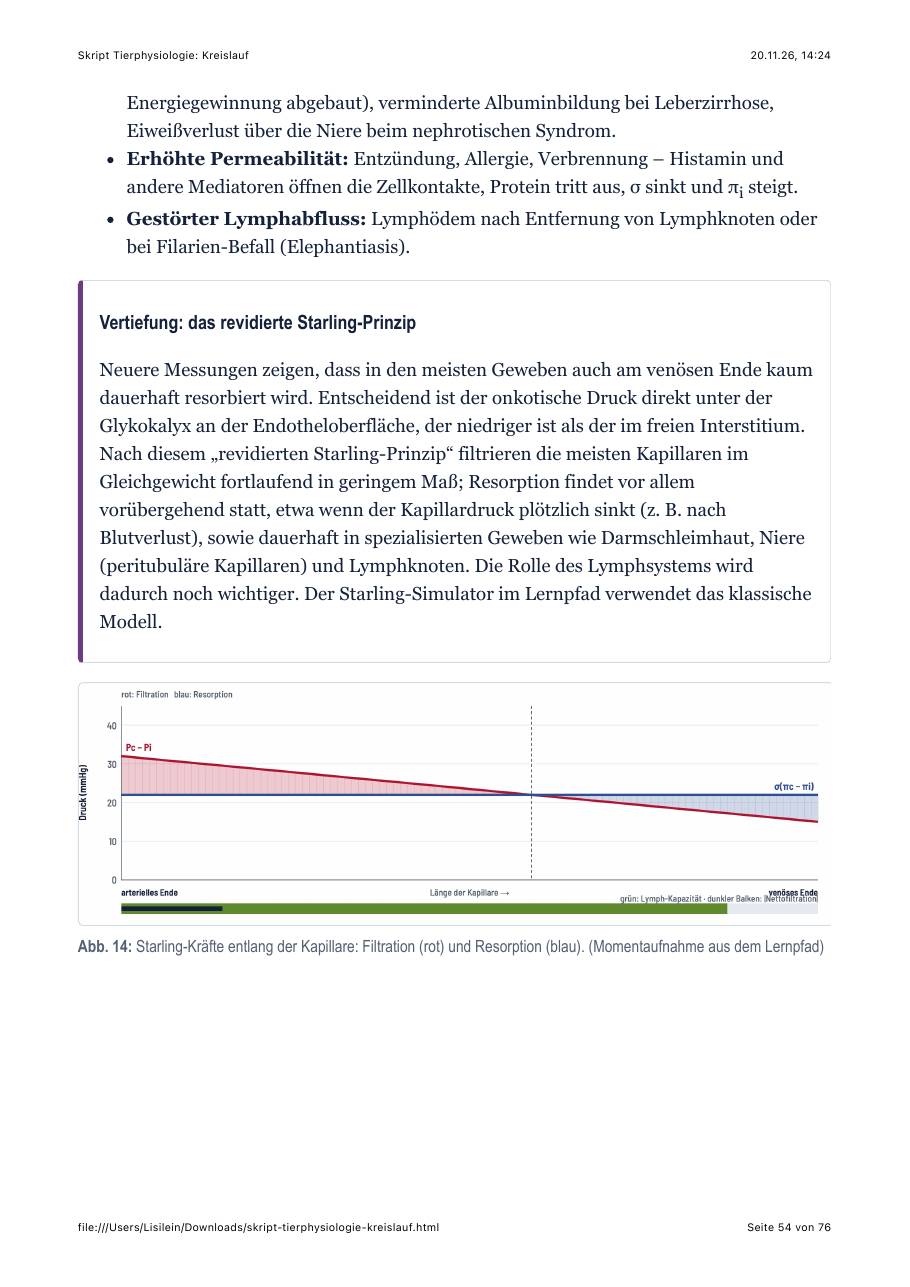 Skript Tierphysiologie: Kreislauf
20.11.26, 14:24
Energiegewinnung abgebaut), verminderte Albuminbildung bei Leberzirrhose,
Eiweißverlust über die Niere beim nephrotischen Syndrom.
• Erhöhte Permeabilität: Entzündung, Allergie, Verbrennung – Histamin und
andere Mediatoren öffnen die Zellkontakte, Protein tritt aus, σ sinkt und πi steigt.
• Gestörter Lymphabfluss: Lymphödem nach Entfernung von Lymphknoten oder
bei Filarien-Befall (Elephantiasis).
Vertiefung: das revidierte Starling-Prinzip
Neuere Messungen zeigen, dass in den meisten Geweben auch am venösen Ende kaum
dauerhaft resorbiert wird. Entscheidend ist der onkotische Druck direkt unter der
Glykokalyx an der Endotheloberfläche, der niedriger ist als der im freien Interstitium.
Nach diesem „revidierten Starling-Prinzip“ filtrieren die meisten Kapillaren im
Gleichgewicht fortlaufend in geringem Maß; Resorption findet vor allem
vorübergehend statt, etwa wenn der Kapillardruck plötzlich sinkt (z. B. nach
Blutverlust), sowie dauerhaft in spezialisierten Geweben wie Darmschleimhaut, Niere
(peritubuläre Kapillaren) und Lymphknoten. Die Rolle des Lymphsystems wird
dadurch noch wichtiger. Der Starling-Simulator im Lernpfad verwendet das klassische
Modell.
rot: Filtration blau: Resorption
40
Pc – Pi
30
σ(πc – πi)
20
10
0
Druck (mmHg)
arterielles Ende
Länge der Kapillare →
venöses Ende
grün: Lymph-Kapazität · dunkler Balken: |Nettofiltration|
Abb. 14: Starling-Kräfte entlang der Kapillare: Filtration (rot) und Resorption (blau). (Momentaufnahme aus dem Lernpfad)
file:///Users/Lisilein/Downloads/skript-tierphysiologie-kreislauf.html
Seite 54 von 76